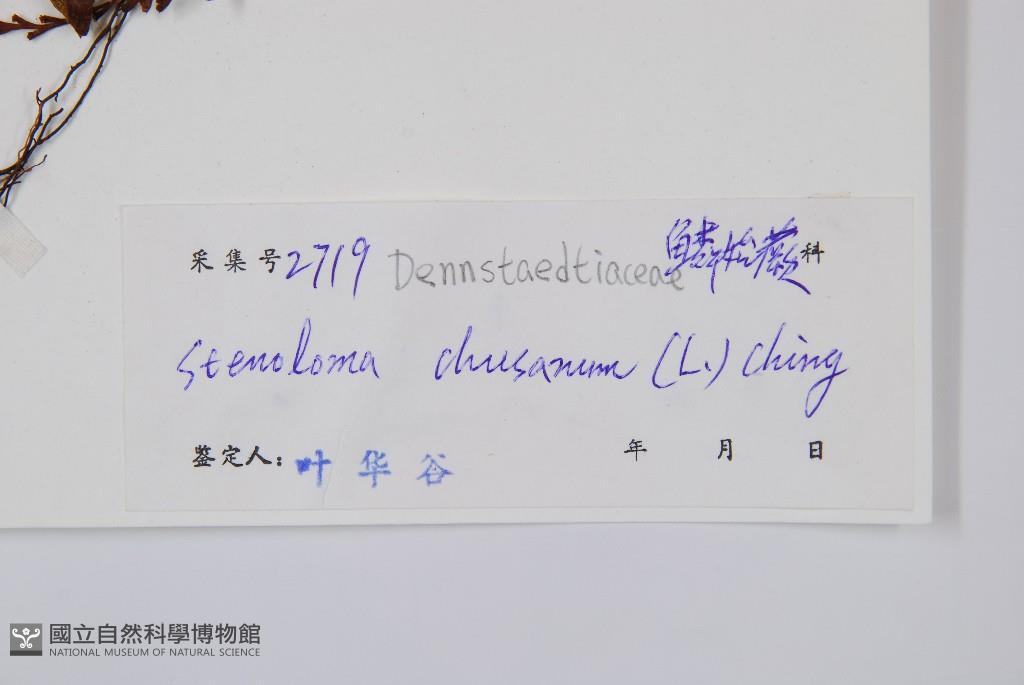 采集号 2719 Dennstaedtiaceae 鳞始蕨 科
Stenoloma chusanum (L.) Ching
鉴定人: 叶华谷 年 月 日
國立自然科學博物館
NATIONAL MUSEUM OF NATURAL SCIENCE